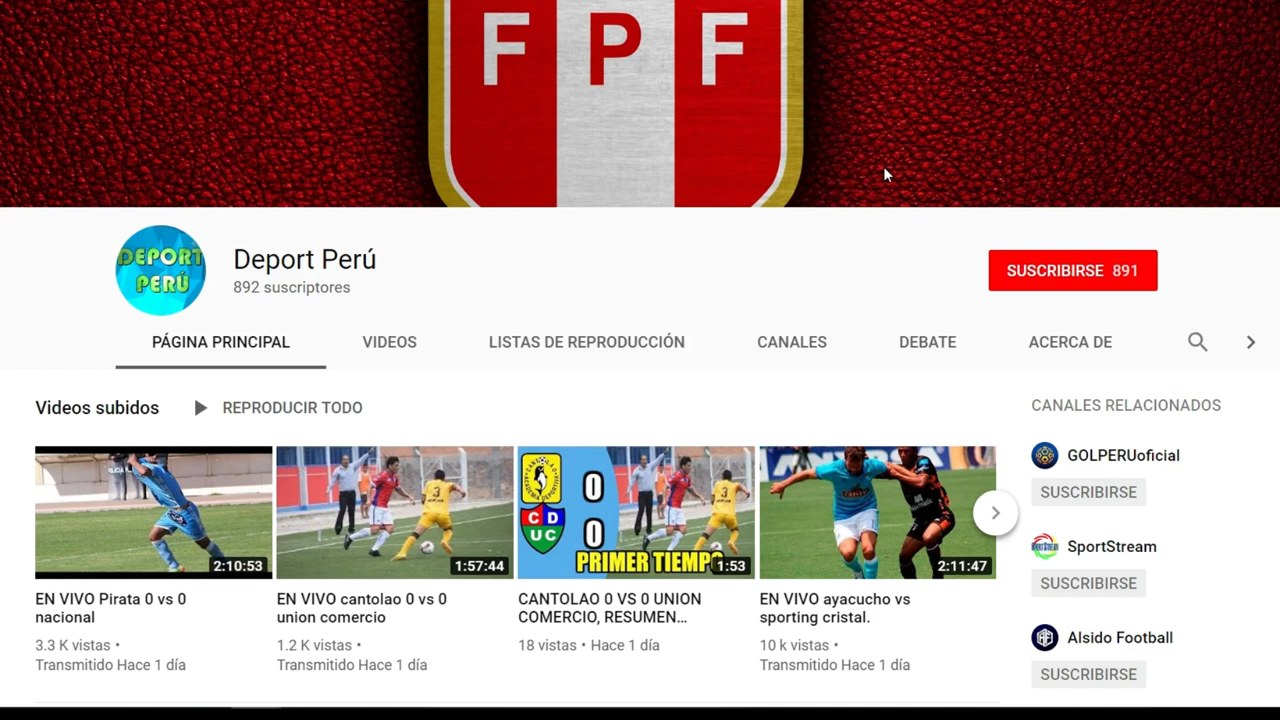 F P F
DEPORT
PERÚ
Deport Perú
892 suscriptores
SUSCRIBIRSE 891
PÁGINA PRINCIPAL
VIDEOS
LISTAS DE REPRODUCCIÓN
CANALES
DEBATE
ACERCA DE
Videos subidos
REPRODUCIR TODO
2:10:53
EN VIVO Pirata 0 vs 0
nacional
3.3 K vistas •
Transmitido Hace 1 día
3
1:57:44
EN VIVO cantolao 0 vs 0
union comercio
1.2 K vistas •
Transmitido Hace 1 día
0
C D
U C
0
3
PRIMER TIEMPO
1:53
CANTOLAO 0 VS 0 UNION
COMERCIO, RESUMEN...
18 vistas • Hace 1 día
2:11:47
EN VIVO ayacucho vs
sporting cristal.
10 k vistas •
Transmitido Hace 1 día
CANALES RELACIONADOS
GOLPERUoficial
SUSCRIBIRSE
SportStream
SUSCRIBIRSE
Alsido Football
SUSCRIBIRSE